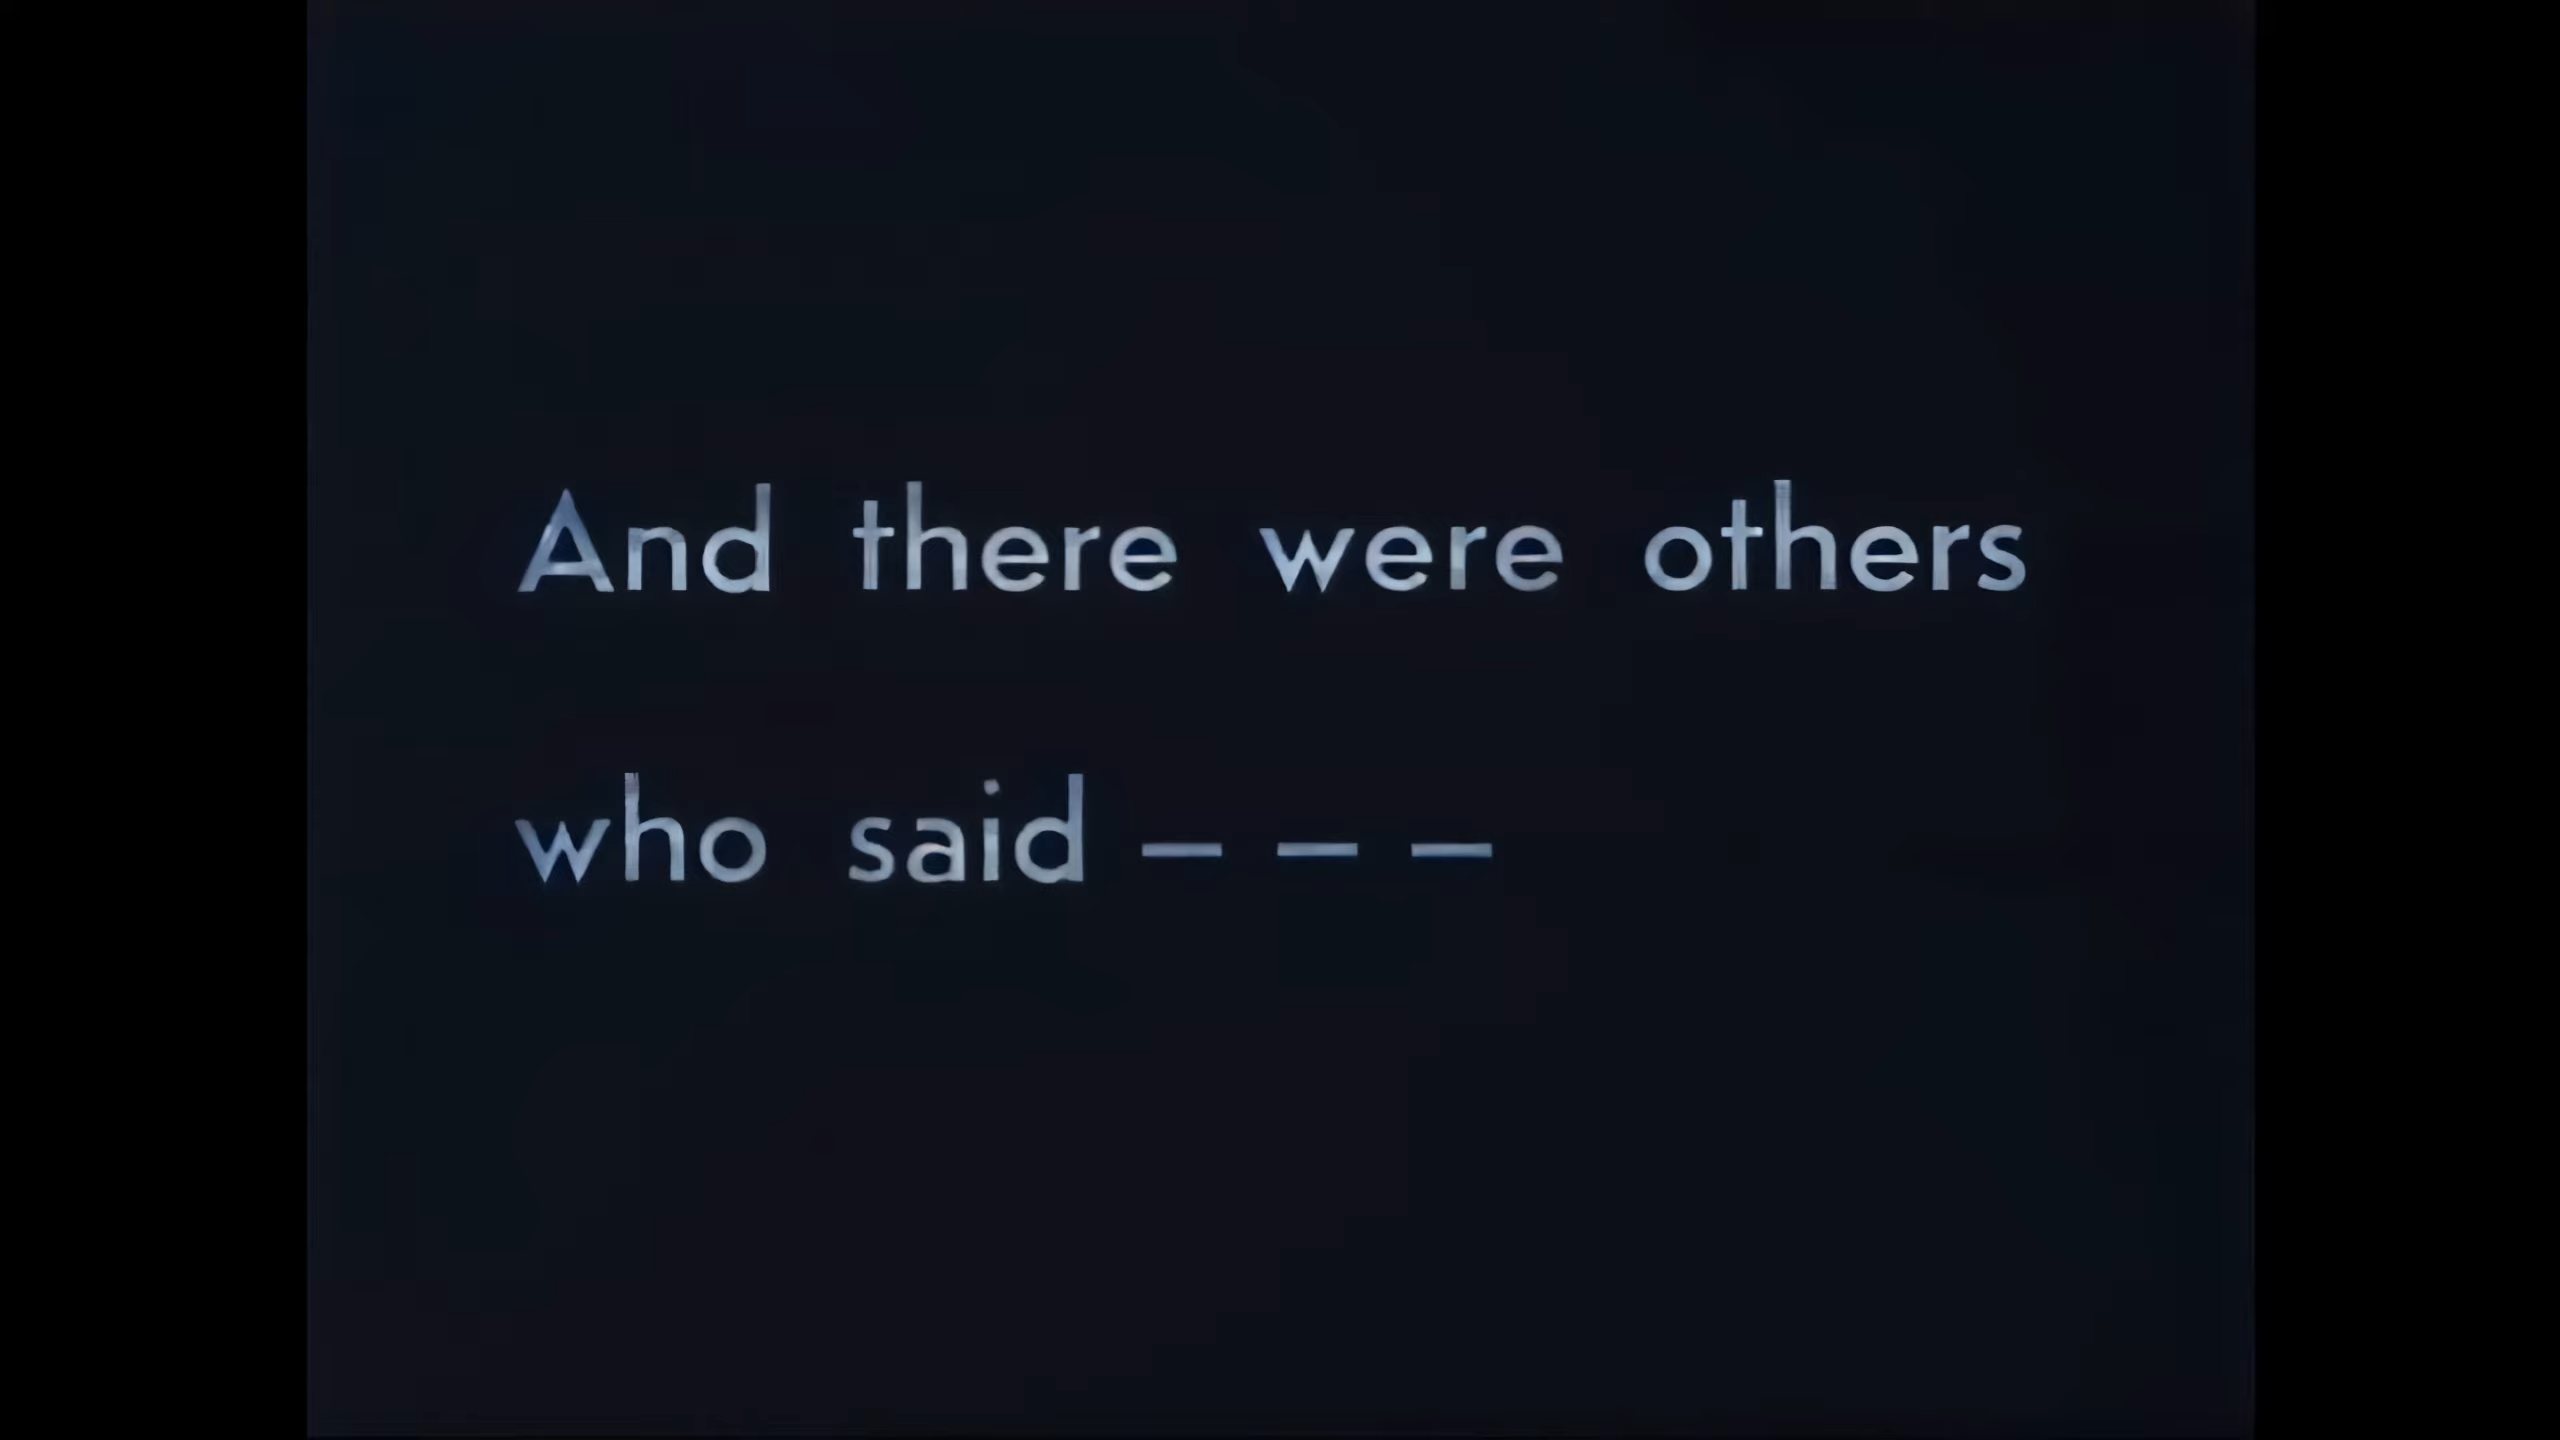 And there were others
who said – – –